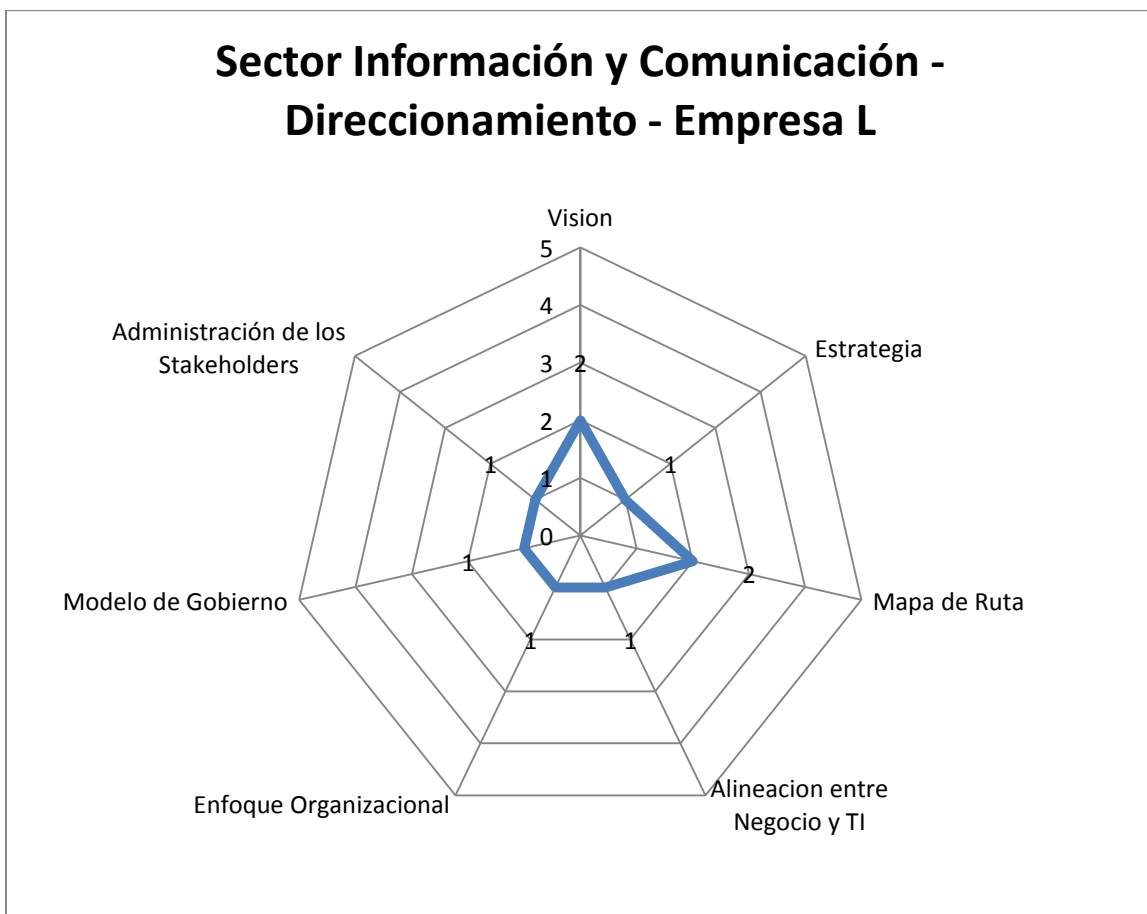 Sector Información y Comunicación -
Direccionamiento - Empresa L
Vision
5
4
3
2
2
1
0
Estrategia
1
Mapa de Ruta
2
Alineacion entre
Negocio y TI
1
Enfoque Organizacional
1
Modelo de Gobierno
1
Administración de los
Stakeholders
1